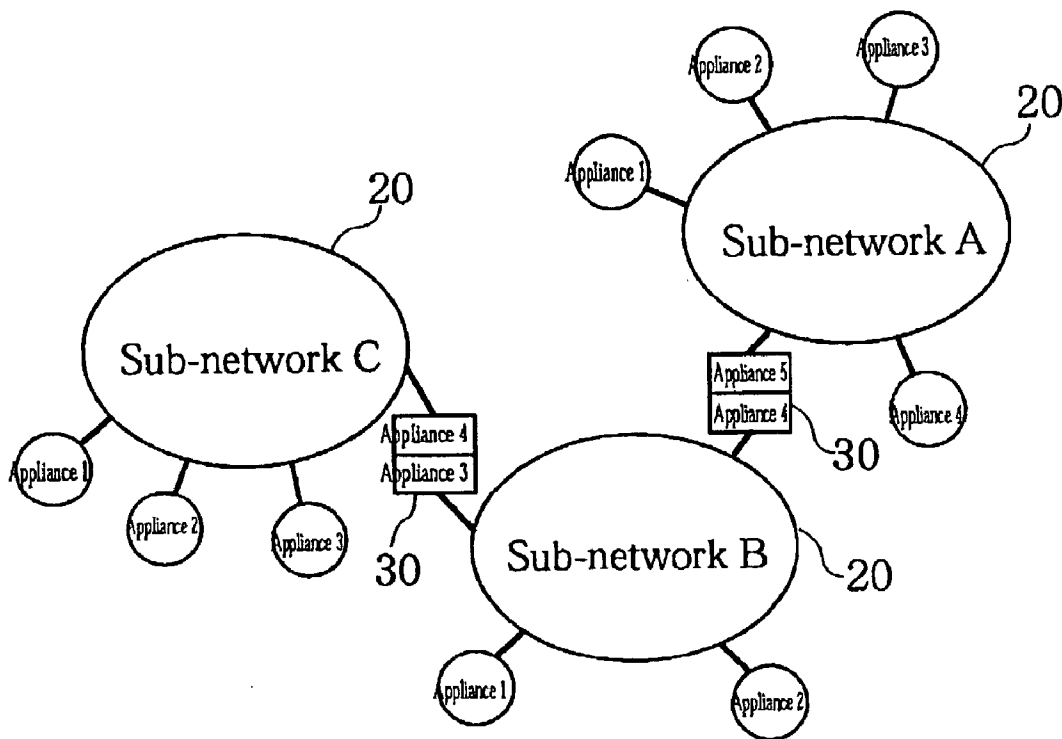 Appliance 3
Appliance 2
20
Appliance 1
20
Sub-network A
Sub-network C
Appliance 5
Appliance 4
Appliance 4
30
Appliance 4
Appliance 3
Appliance 1
Appliance 2
Appliance 3
30
Sub-network B
20
Appliance 1
Appliance 2